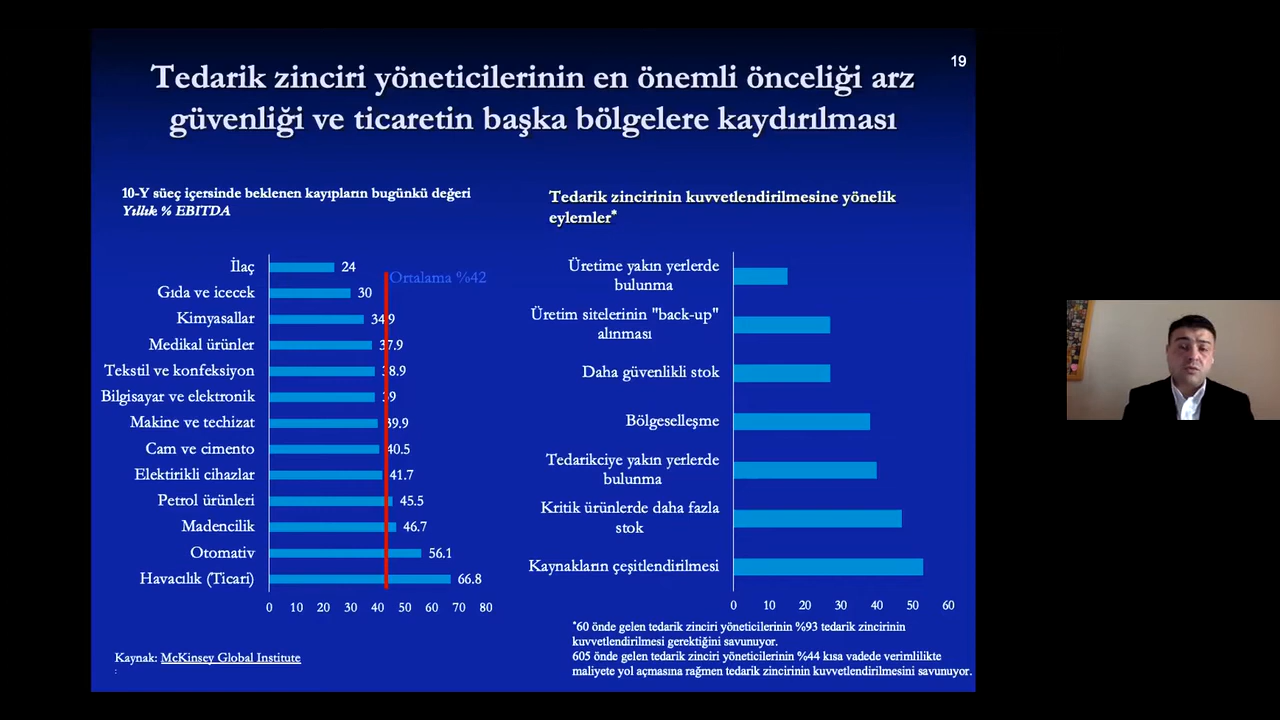 19
Tedarik zinciri yöneticilerinin en önemli önceliği arz
güvenliği ve ticaretin başka bölgelere kaydırılması
10-Y süeç içersinde beklenen kayıpların bugünkü değeri
Yıllık % EBITDA
İlaç 24
Ortalama %42
Gıda ve icecek 30
Kimyasallar 34.9
Medikal ürünler 37.9
Tekstil ve konfeksiyon 38.9
Bilgisayar ve elektronik 39
Makine ve techizat 39.9
Cam ve cimento 40.5
Elektirikli cihazlar 41.7
Petrol ürünleri 45.5
Madencilik 46.7
Otomativ 56.1
Havacılık (Ticari) 66.8
0 10 20 30 40 50 60 70 80
Kaynak: McKinsey Global Institute
:
Tedarik zincirinin kuvvetlendirilmesine yönelik
eylemler*
Üretime yakın yerlerde
bulunma
Üretim sitelerinin "back-up"
alınması
Daha güvenlikli stok
Bölgeselleşme
Tedarikciye yakın yerlerde
bulunma
Kritik ürünlerde daha fazla
stok
Kaynakların çeşitlendirilmesi
0 10 20 30 40 50 60
*60 önde gelen tedarik zinciri yöneticilerinin %93 tedarik zincirinin
kuvvetlendirilmesi gerektiğini savunuyor.
605 önde gelen tedarik zinciri yöneticilerinin %44 kısa vadede verimlilikte
maliyete yol açmasına rağmen tedarik zincirinin kuvvetlendirilmesini savunuyor.